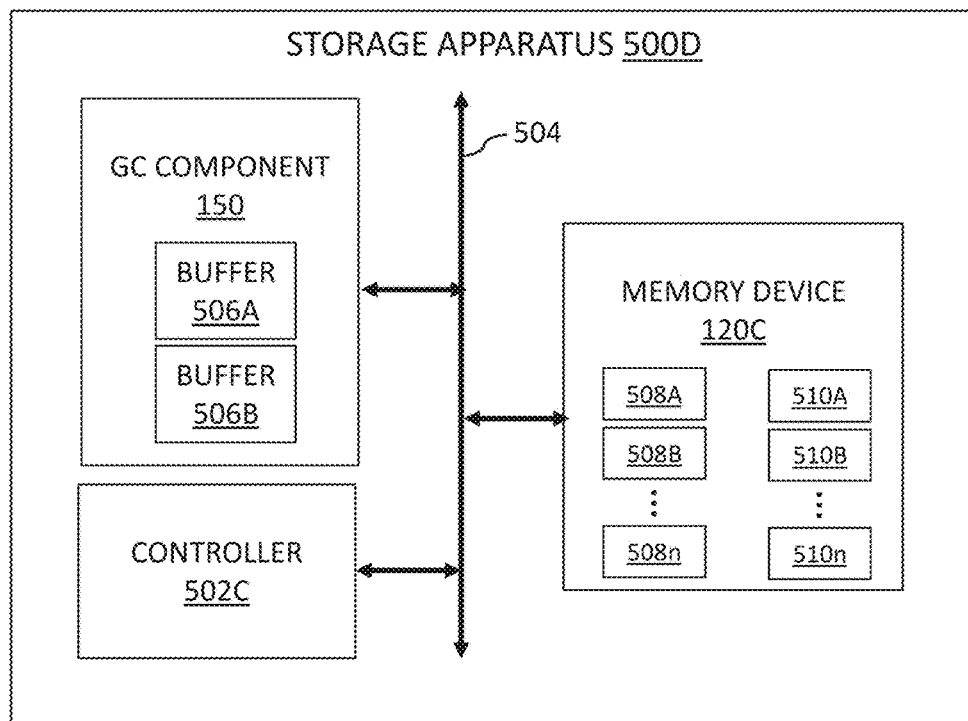 STORAGE APPARATUS 500D
504
GC COMPONENT
150
BUFFER
506A
BUFFER
506B
CONTROLLER
502C
MEMORY DEVICE
120C
508A
510A
508B
510B
508n
510n